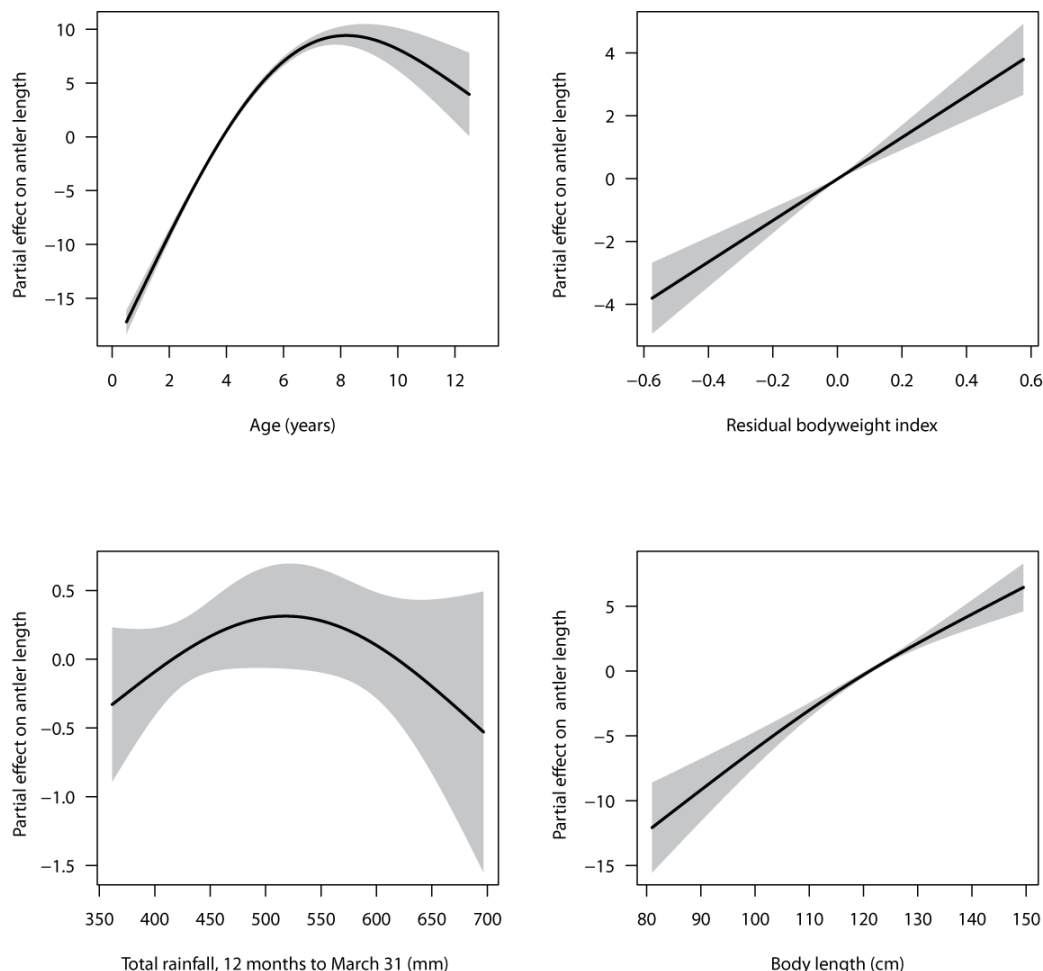 Partial effect on antler length
10
5
0
−5
−10
−15
0 2 4 6 8 10 12
Age (years)
Partial effect on antler length
4
2
0
−2
−4
−0.6 −0.4 −0.2 0.0 0.2 0.4 0.6
Residual bodyweight index
Partial effect on antler length
0.5
0.0
−0.5
−1.0
−1.5
350 400 450 500 550 600 650 700
Total rainfall, 12 months to March 31 (mm)
Partial effect on antler length
5
0
−5
−10
−15
80 90 100 110 120 130 140 150
Body length (cm)